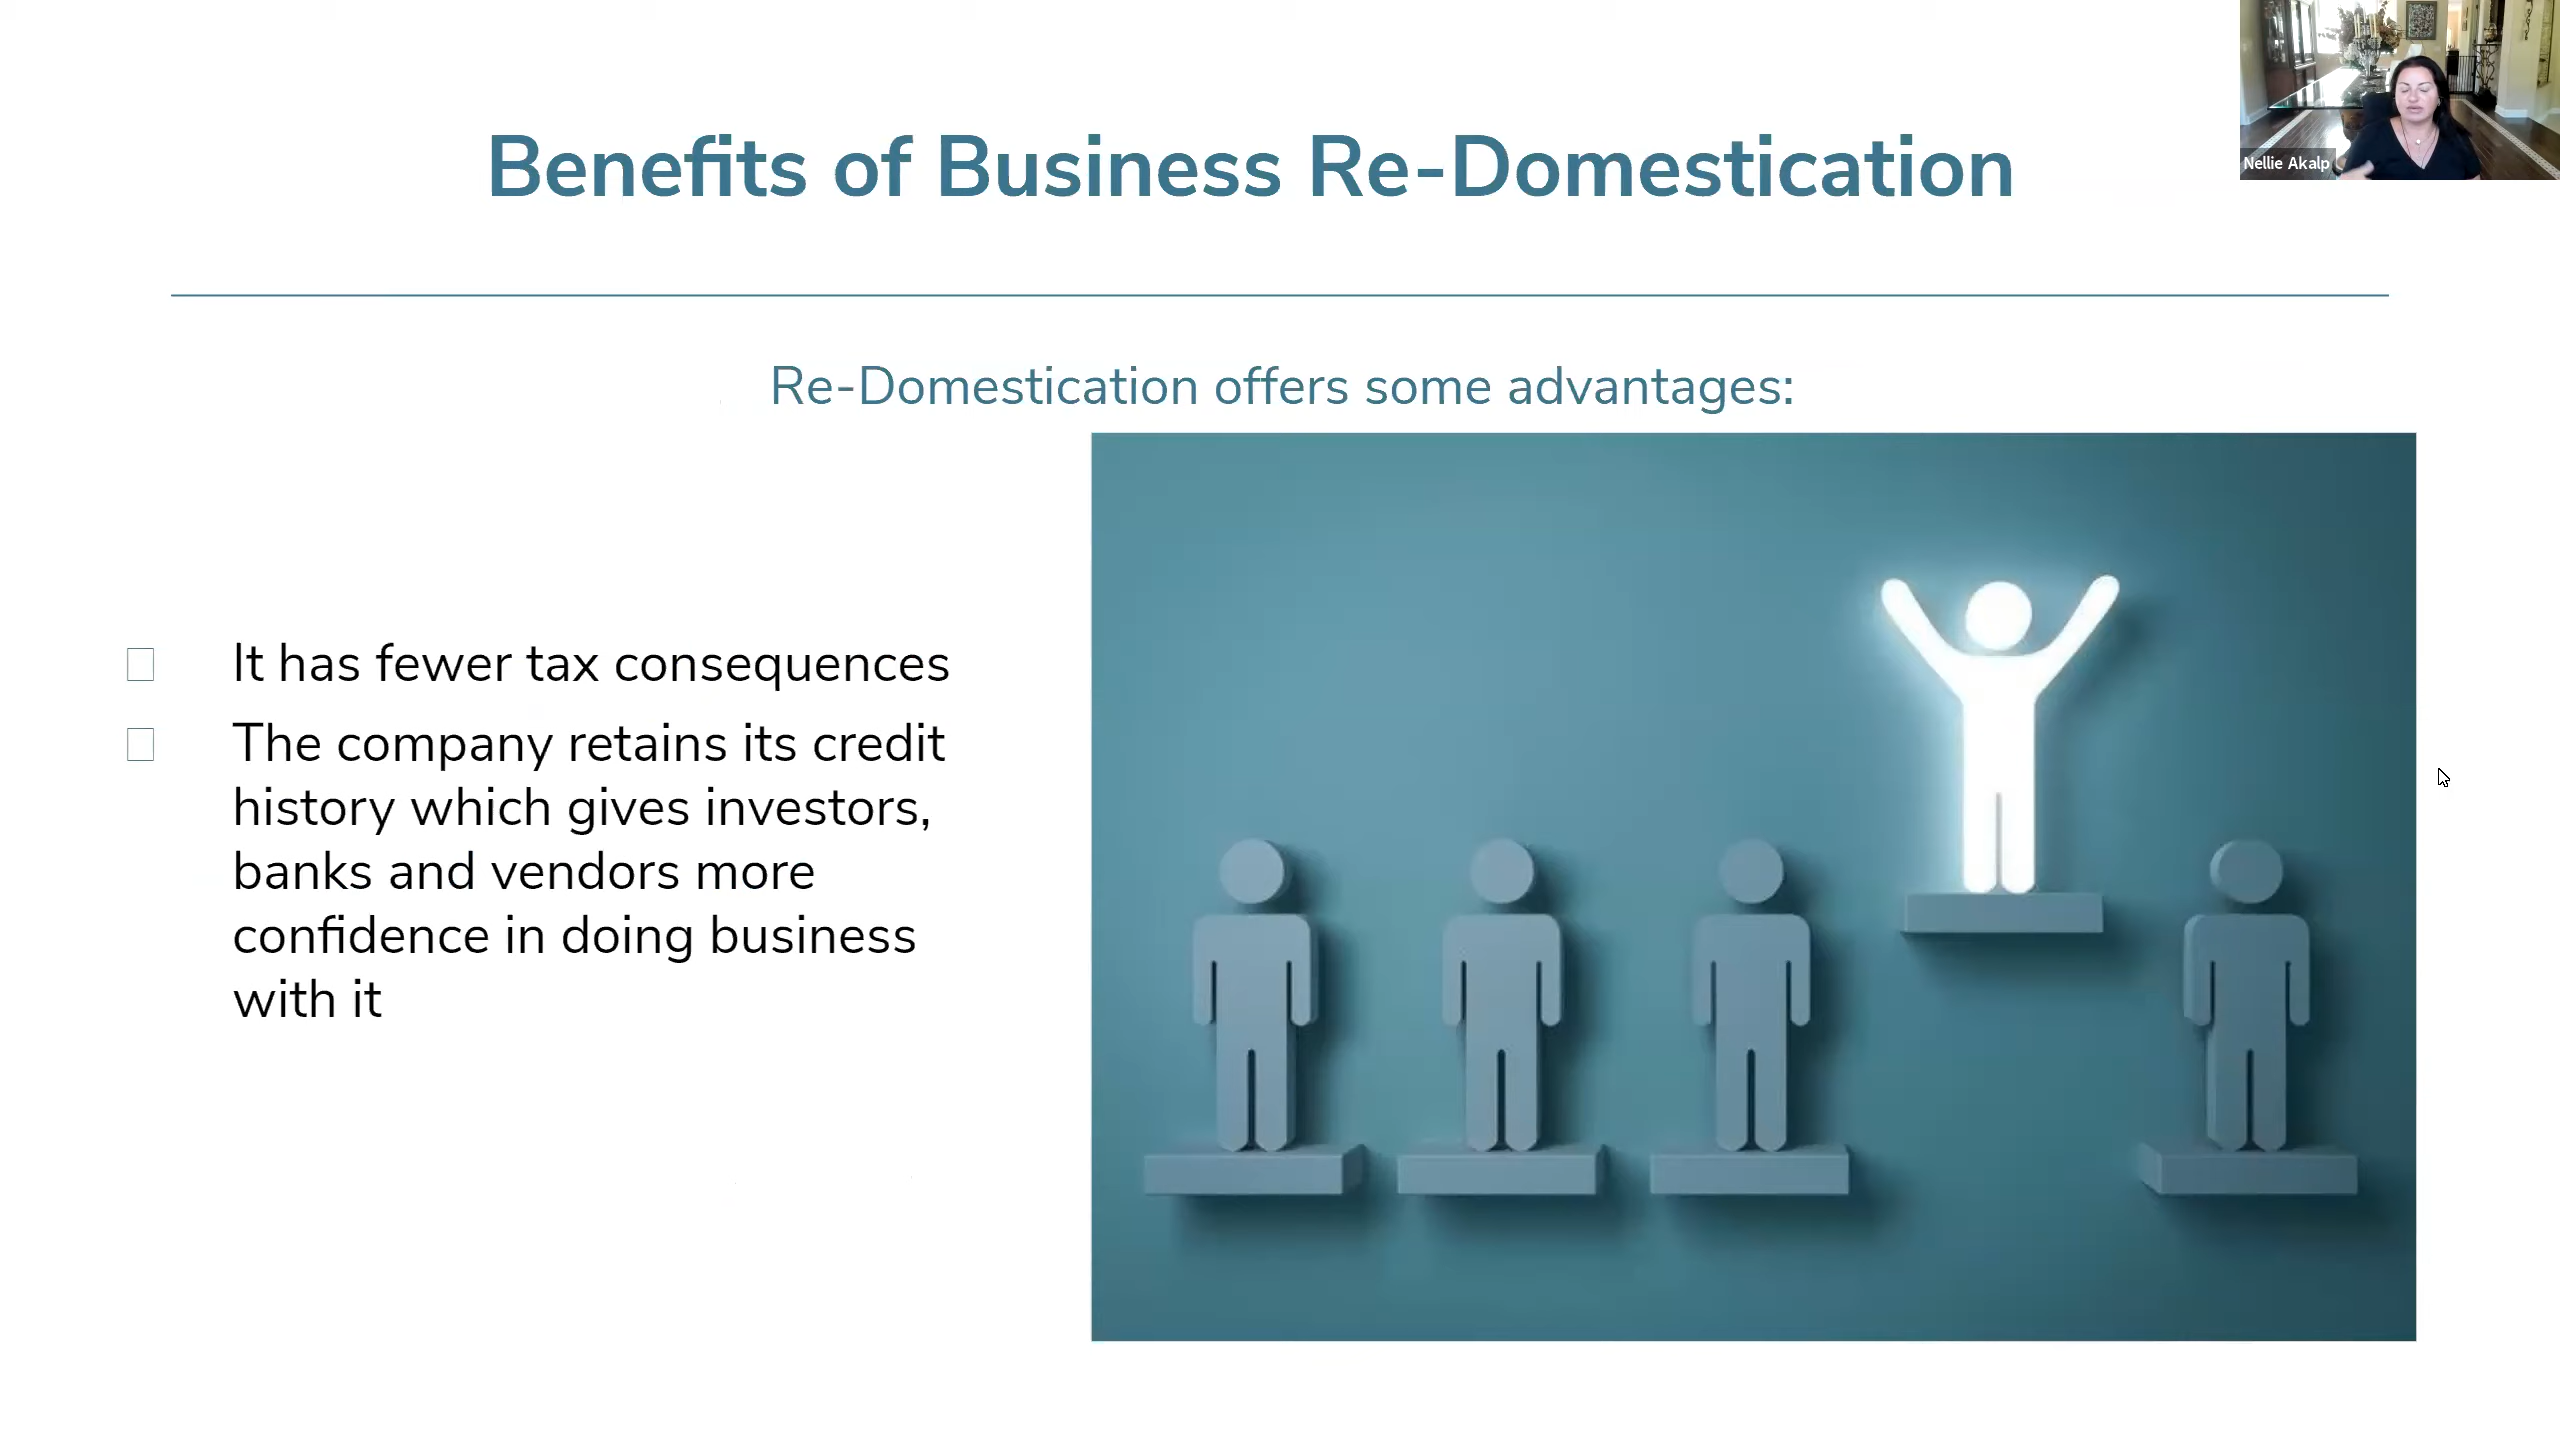 Benefits of Business Re-Domestication
Nellie Akalp
Re-Domestication offers some advantages:
It has fewer tax consequences
The company retains its credit
history which gives investors,
banks and vendors more
confidence in doing business
with it